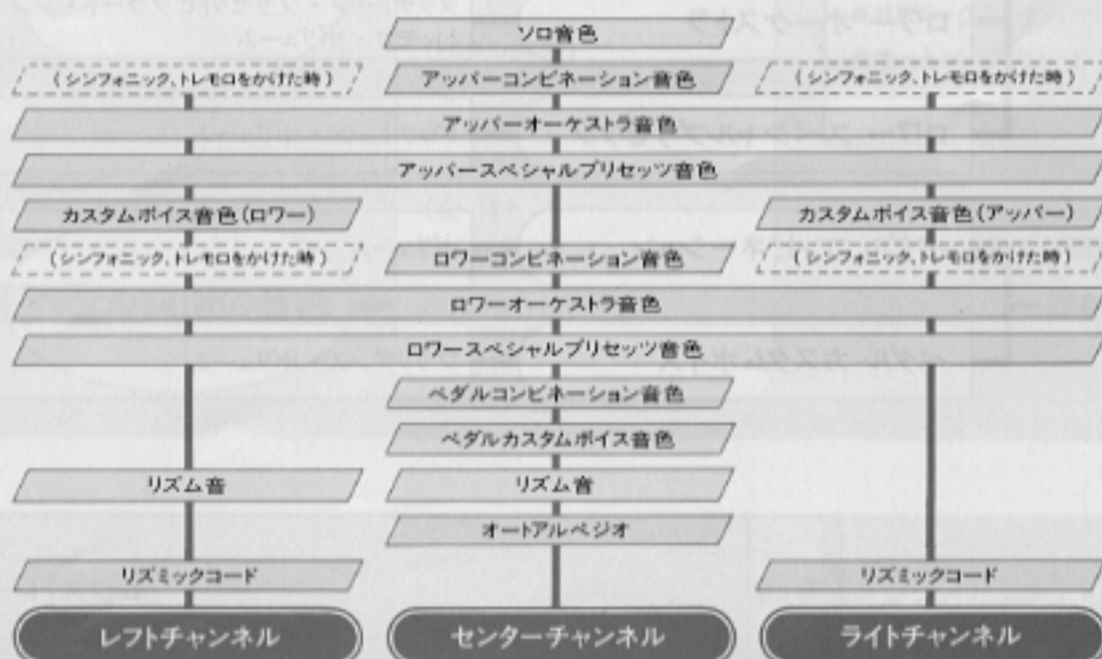 ソロ音色
(シンフォニック、トレモロをかけた時) アッパーコンビネーション音色 (シンフォニック、トレモロをかけた時)
アッパーオーケストラ音色
アッパースペシャルプリセッツ音色
カスタムボイス音色(ロワー) カスタムボイス音色(アッパー)
(シンフォニック、トレモロをかけた時) ロワーコンビネーション音色 (シンフォニック、トレモロをかけた時)
ロワーオーケストラ音色
ロワースペシャルプリセッツ音色
ペダルコンビネーション音色
ペダルカスタムボイス音色
リズム音 リズム音
オートアルペジオ
リズミックコード リズミックコード
レフトチャンネル センターチャンネル ライトチャンネル